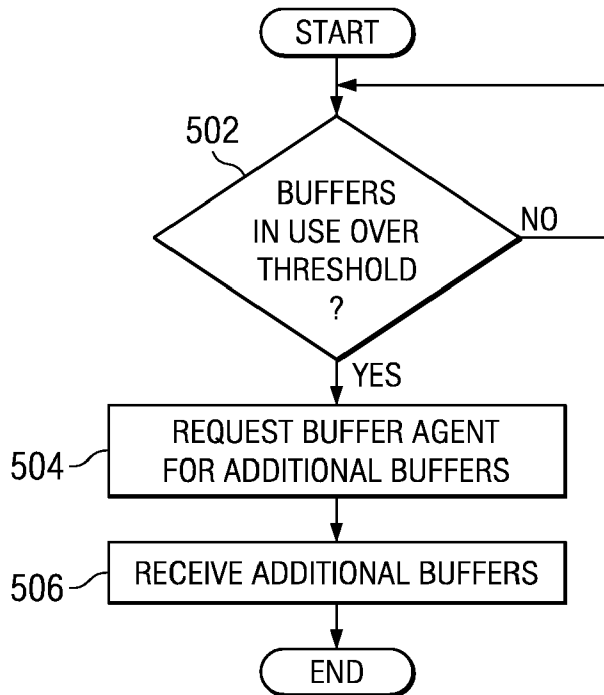 START
502
BUFFERS
IN USE OVER
THRESHOLD
?
NO
YES
504
REQUEST BUFFER AGENT
FOR ADDITIONAL BUFFERS
506
RECEIVE ADDITIONAL BUFFERS
END